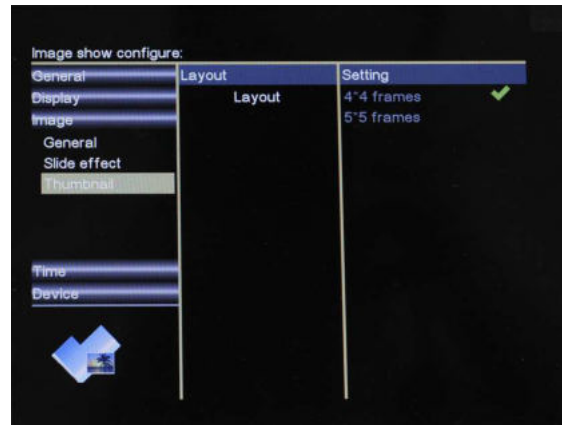 Image show configure:
General
Display
Image
General
Slide effect
Thumbnail
Time
Device
Layout
Layout
Setting
4*4 frames
5*5 frames